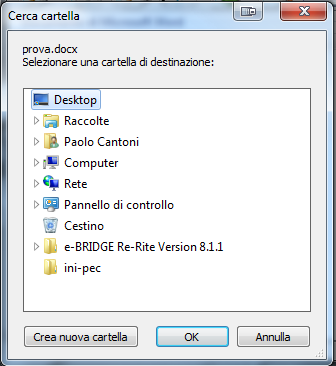 Cerca cartella
prova.docx
Selezionare una cartella di destinazione:
Desktop
Raccolte
Paolo Cantoni
Computer
Rete
Pannello di controllo
Cestino
e-BRIDGE Re-Rite Version 8.1.1
ini-pec
Crea nuova cartella
OK
Annulla